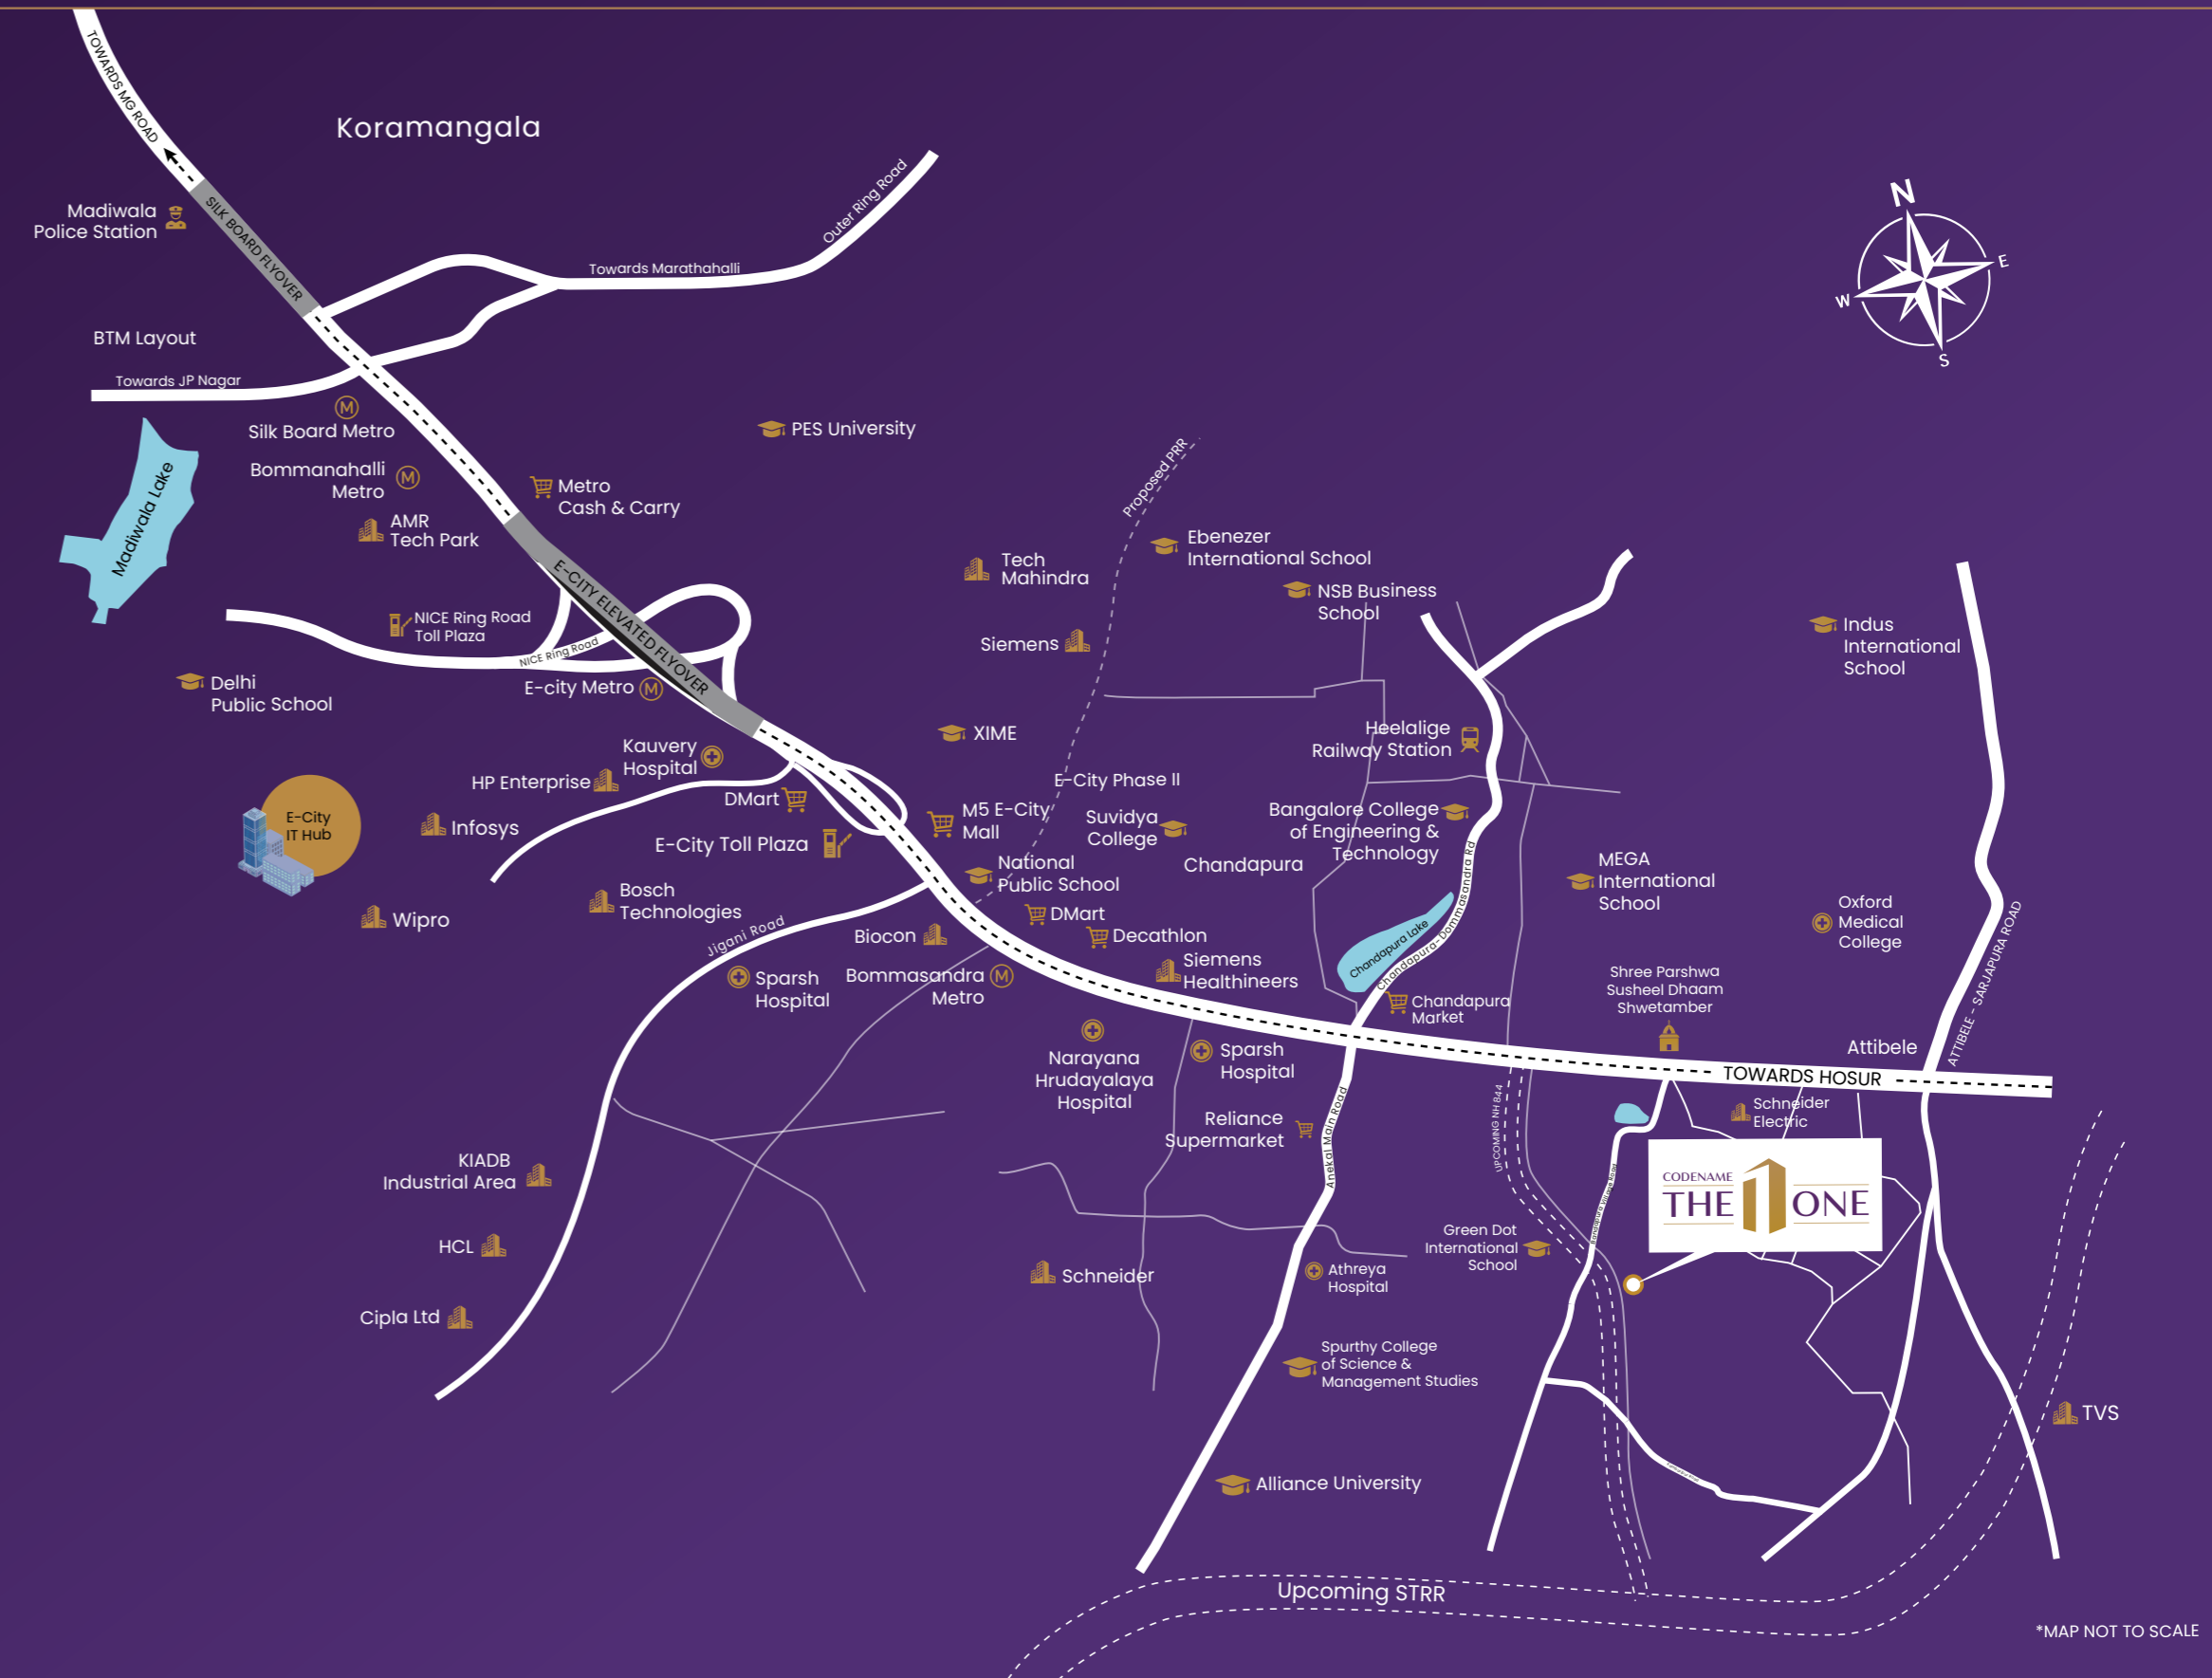 TOWARDS MG ROAD
Koramangala
Outer Ring Road
N
E
W
S
Madiwala
Police Station
SILK BOARD FLYOVER
Towards Marathahalli
BTM Layout
Towards JP Nagar
M
Silk Board Metro
PES University
Bommanahalli
Metro
M
Madiwala Lake
Metro
Cash & Carry
Proposed PRR
AMR
Tech Park
Ebenezer
International School
Tech
Mahindra
E-CITY ELEVATED FLYOVER
NSB Business
School
NICE Ring Road
Toll Plaza
Indus
International
School
NICE Ring Road
Siemens
Delhi
Public School
E-city Metro
M
XIME
Heelalige
Railway Station
Kauvery
Hospital
HP Enterprise
E-City Phase II
DMart
E-City
IT Hub
Infosys
M5 E-City
Mall
Suvidya
College
Bangalore College
of Engineering &
Technology
E-City Toll Plaza
Chandapura
National
Public School
MEGA
International
School
Bosch
Technologies
Wipro
Jigani Road
Biocon
DMart
Decathlon
Chandapura Lake
Chandapura-Dommasandra Rd
Oxford
Medical
College
ATTIBELE - SARJAPURA ROAD
Sparsh
Hospital
Bommasandra
Metro
M
Siemens
Healthineers
Chandapura
Market
Shree Parshwa
Susheel Dhaam
Shwetamber
Narayana
Hrudayalaya
Hospital
Sparsh
Hospital
Attibele
TOWARDS HOSUR
Schneider
Electric
Reliance
Supermarket
Anekal Main Road
UPCOMING NH 844
KIADB
Industrial Area
CODENAME
THE ONE
HCL
Green Dot
International
School
Schneider
Athreya
Hospital
Cipla Ltd
Spurthy College
of Science &
Management Studies
TVS
Alliance University
Upcoming STRR
*MAP NOT TO SCALE